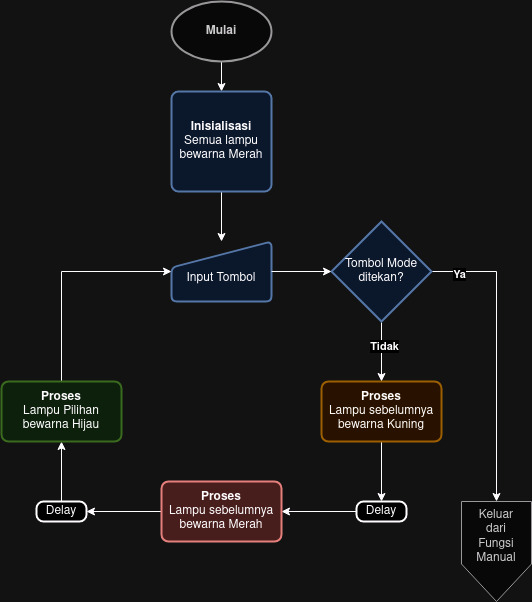 Mulai
Inisialisasi
Semua lampu
bewarna Merah
Input Tombol
Tombol Mode
ditekan?
Ya
Tidak
Proses
Lampu Pilihan
bewarna Hijau
Proses
Lampu sebelumnya
bewarna Kuning
Delay
Proses
Lampu sebelumnya
bewarna Merah
Delay
Keluar
dari
Fungsi
Manual